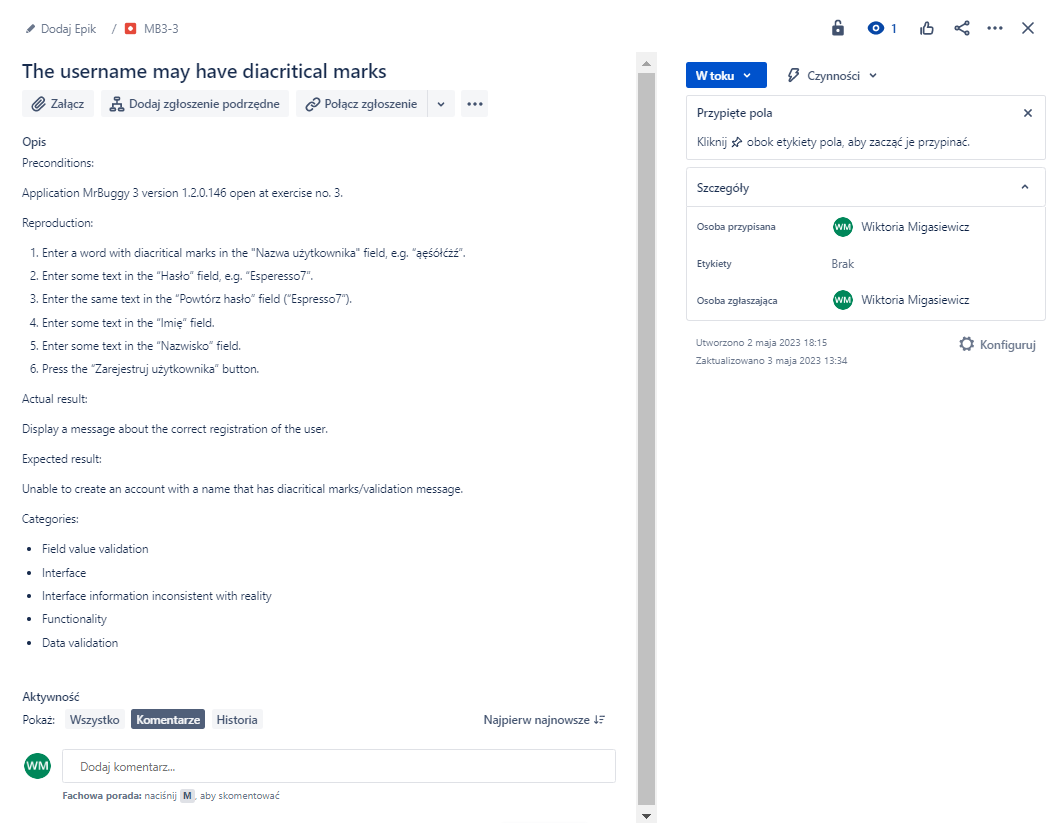 Dodaj Epik / MB3-3
1
The username may have diacritical marks
Załącz
Dodaj zgłoszenie podrzędne
Połącz zgłoszenie
Opis
Preconditions:
Application MrBuggy 3 version 1.2.0.146 open at exercise no. 3.
Reproduction:
1. Enter a word with diacritical marks in the "Nazwa użytkownika" field, e.g. “ąęśółćżź”.
2. Enter some text in the “Hasło” field, e.g. “Esperesso7”.
3. Enter the same text in the “Powtórz hasło” field (“Espresso7”).
4. Enter some text in the “Imię” field.
5. Enter some text in the “Nazwisko” field.
6. Press the “Zarejestruj użytkownika” button.
Actual result:
Display a message about the correct registration of the user.
Expected result:
Unable to create an account with a name that has diacritical marks/validation message.
Categories:
• Field value validation
• Interface
• Interface information inconsistent with reality
• Functionality
• Data validation
Aktywność
Pokaż: Wszystko Komentarze Historia
Najpierw najnowsze
WM
Dodaj komentarz...
Fachowa porada: naciśnij M, aby skomentować
W toku
Czynności
Przypięte pola
Kliknij obok etykiety pola, aby zacząć je przypinać.
Szczegóły
Osoba przypisana WM Wiktoria Migasiewicz
Etykiety Brak
Osoba zgłaszająca WM Wiktoria Migasiewicz
Utworzono 2 maja 2023 18:15
Zaktualizowano 3 maja 2023 13:34
Konfiguruj